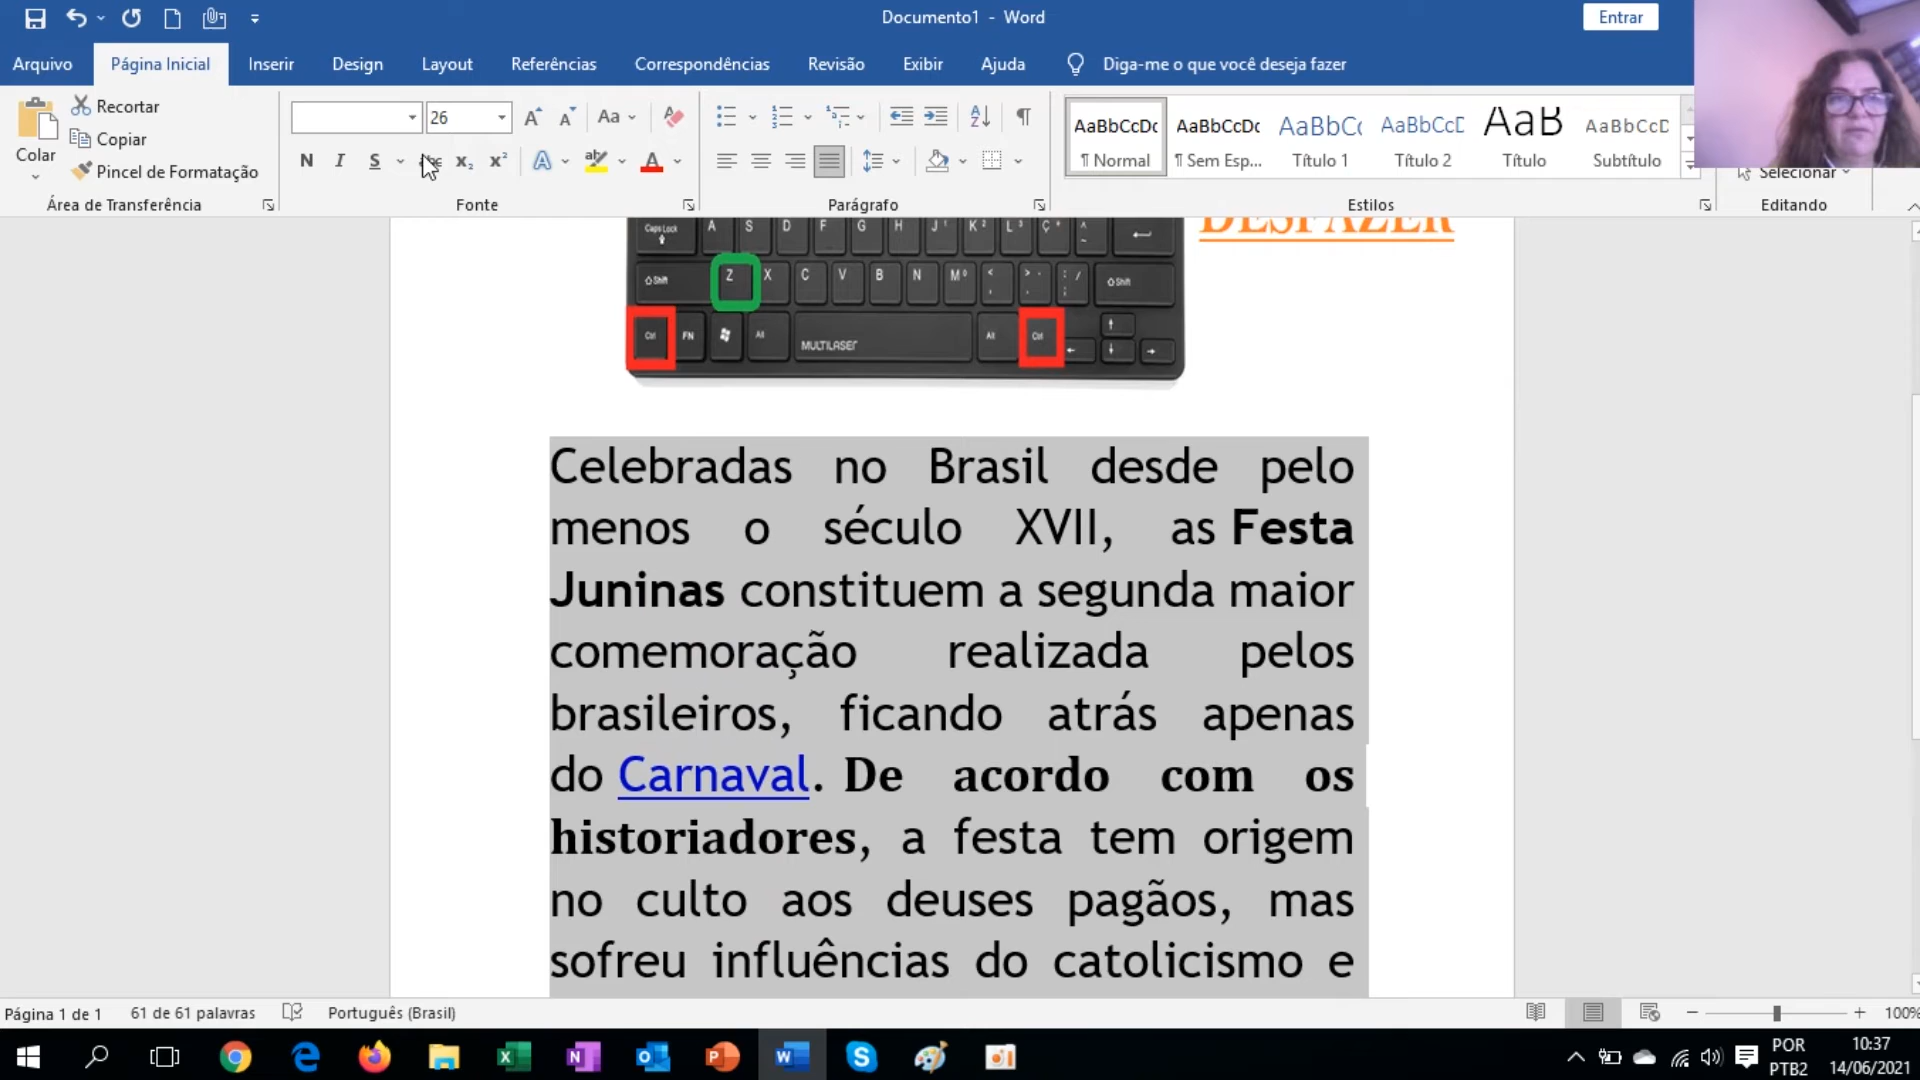 Documento1 - Word
Entrar
Arquivo
Página Inicial
Inserir
Design
Layout
Referências
Correspondências
Revisão
Exibir
Ajuda
Diga-me o que você deseja fazer
Colar
Recortar
Copiar
Pincel de Formatação
Área de Transferência
26
Aa
N I S
x₂ x²
A
A
Fonte
Parágrafo
AaBbCcDc
¶ Normal
AaBbCcDc
¶ Sem Esp...
AaBbCc
Título 1
AaBbCcD
Título 2
AaB
Título
AaBbCcD
Subtítulo
Estilos
Selecionar
Editando
DESFAZER
Caps Lock A S D F G H J K L Ç
Shift Z X C V B N M Shift
Ctrl FN Alt MULTILASER Alt Ctrl
Celebradas no Brasil desde pelo
menos o século XVII, as Festa
Juninas constituem a segunda maior
comemoração realizada pelos
brasileiros, ficando atrás apenas
do Carnaval. De acordo com os
historiadores, a festa tem origem
no culto aos deuses pagãos, mas
sofreu influências do catolicismo e
Página 1 de 1
61 de 61 palavras
Português (Brasil)
100%
POR
PTB2
10:37
14/06/2021